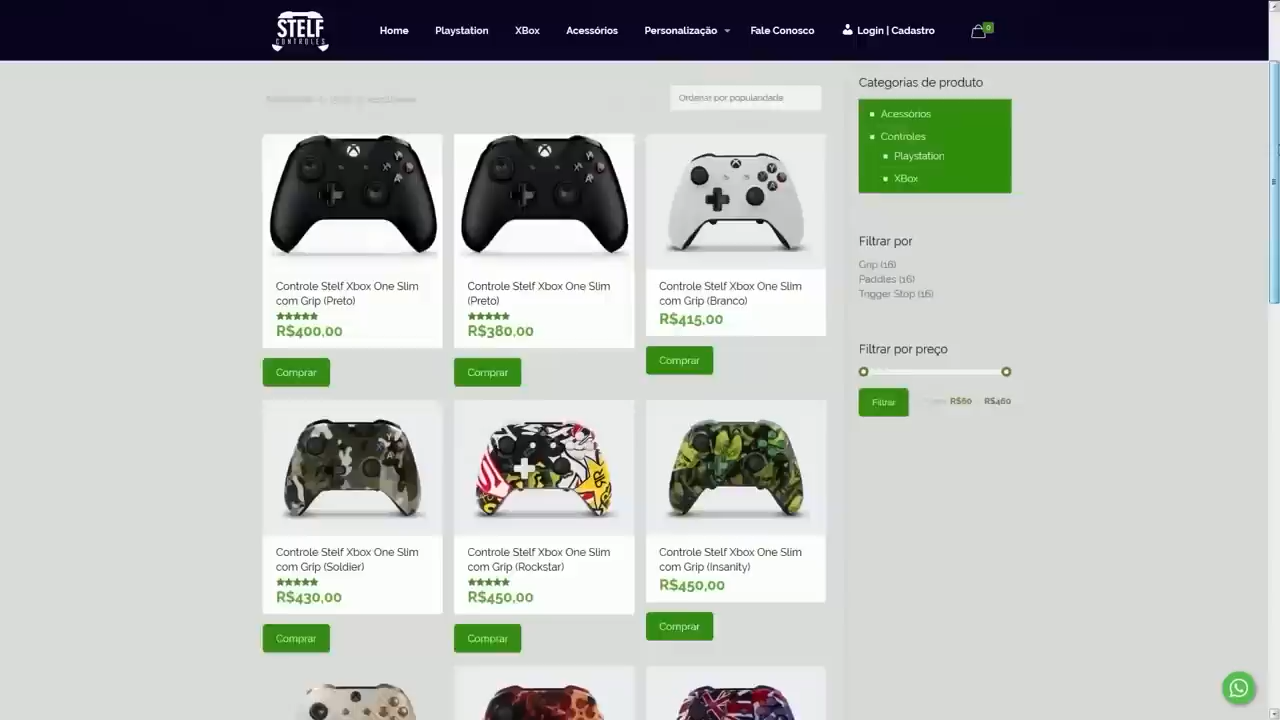 STELF
CONTROLES
Home
Playstation
XBox
Acessórios
Personalização
Fale Conosco
Login | Cadastro
0
Ordenar por popularidade
Categorias de produto
Acessórios
Controles
Playstation
XBox
Filtrar por
Grip (16)
Paddles (16)
Trigger Stop (16)
Filtrar por preço
Filtrar
R$60
R$460
Controle Stelf Xbox One Slim
com Grip (Preto)
R$400,00
Comprar
Controle Stelf Xbox One Slim
(Preto)
R$380,00
Comprar
Controle Stelf Xbox One Slim
com Grip (Branco)
R$415,00
Comprar
Controle Stelf Xbox One Slim
com Grip (Soldier)
R$430,00
Comprar
Controle Stelf Xbox One Slim
com Grip (Rockstar)
R$450,00
Comprar
Controle Stelf Xbox One Slim
com Grip (Insanity)
R$450,00
Comprar